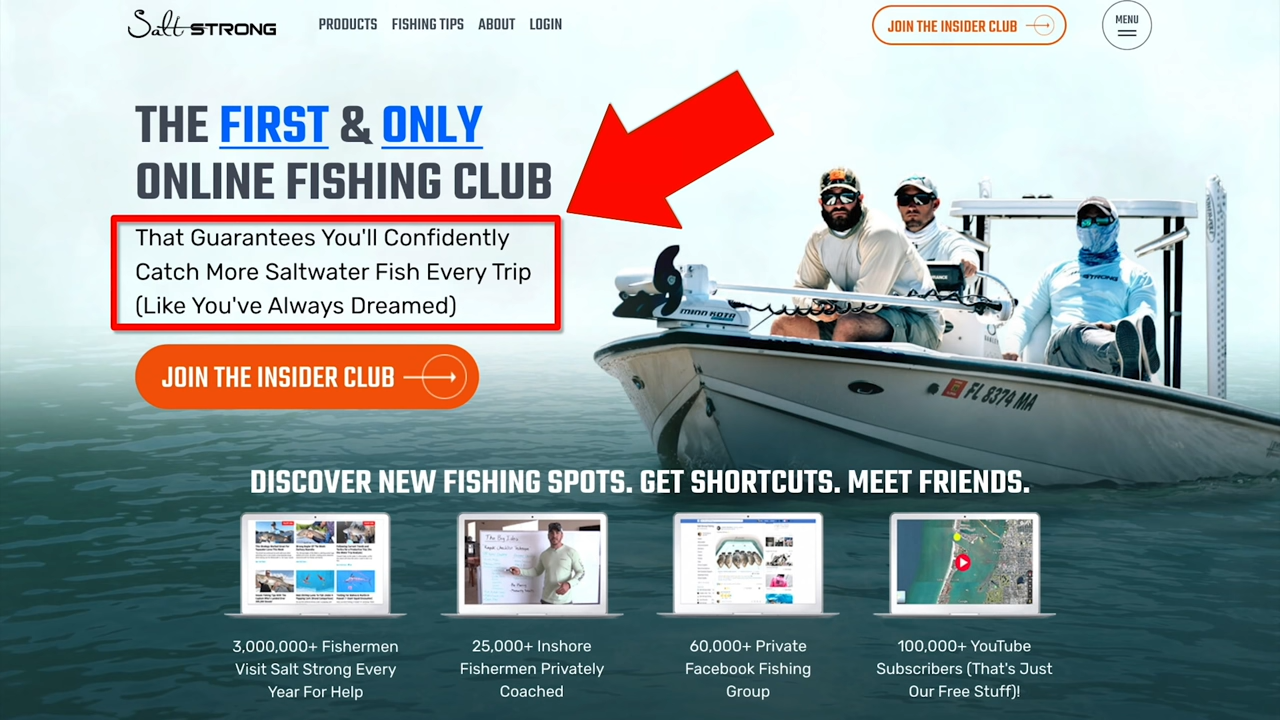 Salt STRONG
PRODUCTS FISHING TIPS ABOUT LOGIN
JOIN THE INSIDER CLUB
MENU
THE FIRST & ONLY
ONLINE FISHING CLUB
That Guarantees You'll Confidently
Catch More Saltwater Fish Every Trip
(Like You've Always Dreamed)
JOIN THE INSIDER CLUB
MINN KOTA
STRONG
FL 8374 MA
DISCOVER NEW FISHING SPOTS. GET SHORTCUTS. MEET FRIENDS.
The Big Idea
3,000,000+ Fishermen
Visit Salt Strong Every
Year For Help
25,000+ Inshore
Fishermen Privately
Coached
60,000+ Private
Facebook Fishing
Group
100,000+ YouTube
Subscribers (That's Just
Our Free Stuff)!